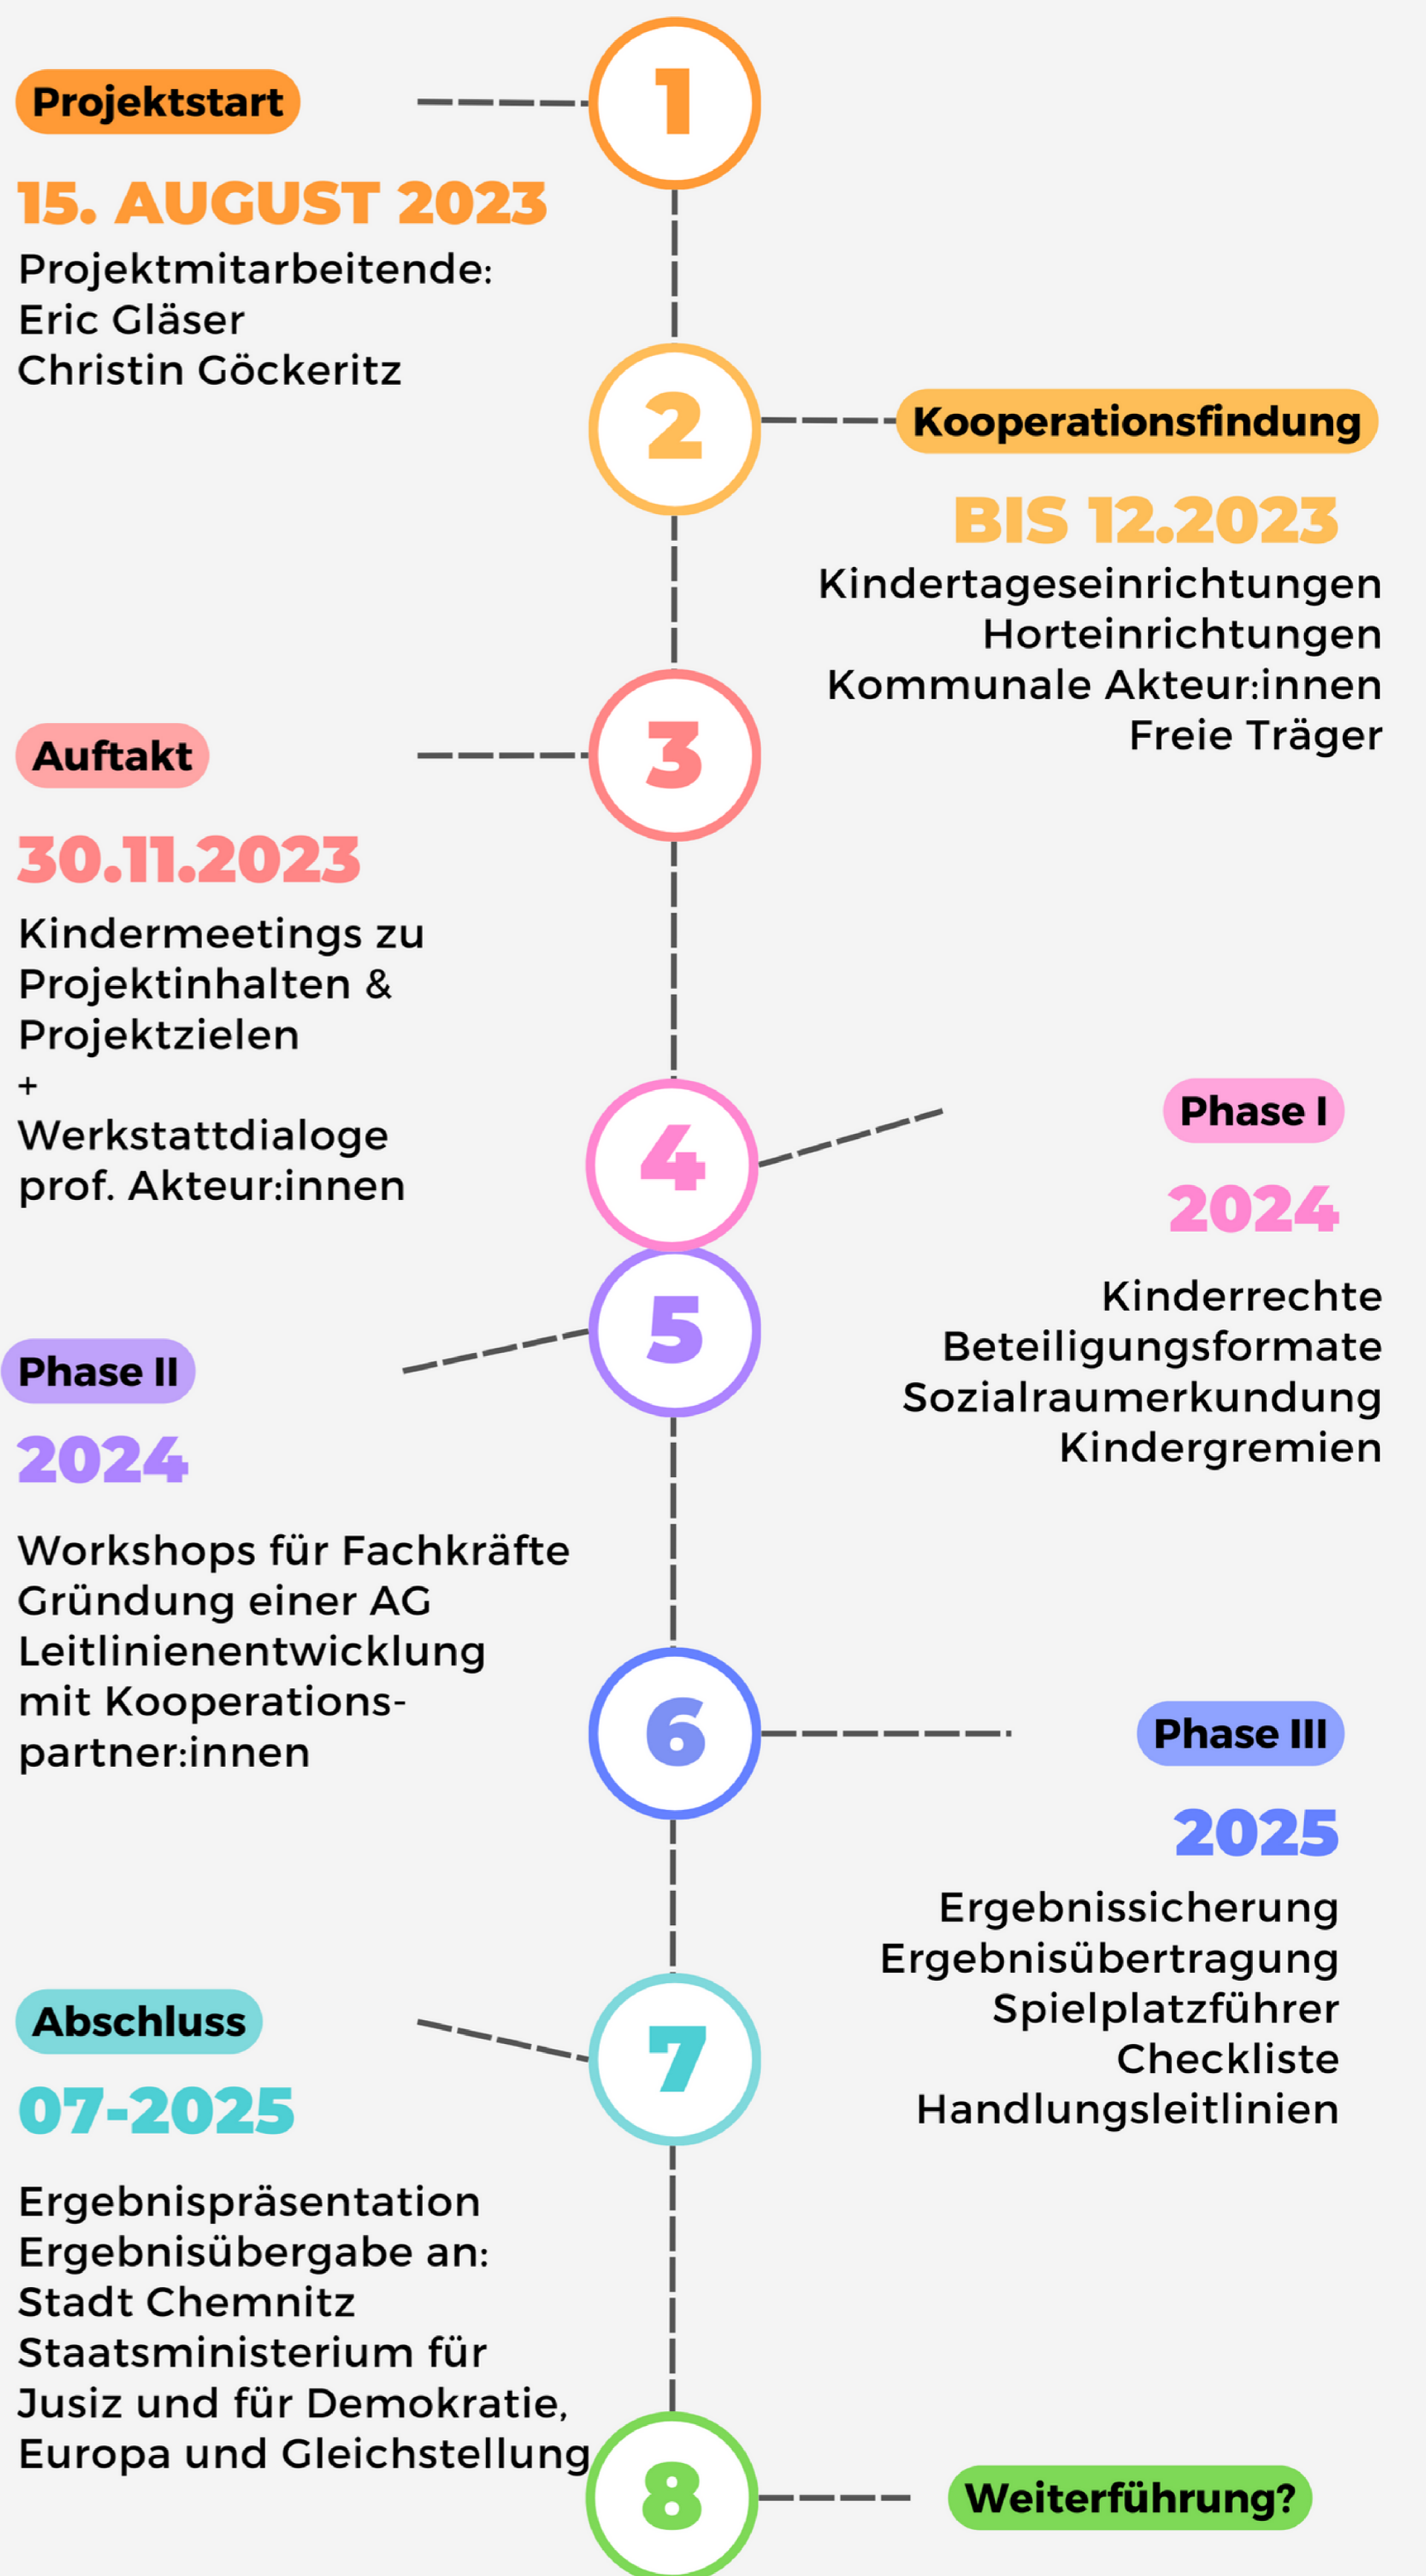 1
Projektstart
15. AUGUST 2023
Projektmitarbeitende:
Eric Gläser
Christin Göckeritz
2
Kooperationsfindung
BIS 12.2023
Kindertageseinrichtungen
Horteinrichtungen
Kommunale Akteur:innen
Freie Träger
3
Auftakt
30.11.2023
Kindermeetings zu
Projektinhalten &
Projektzielen
+
Werkstattdialoge
prof. Akteur:innen
4
Phase I
2024
Kinderrechte
Beteiligungsformate
Sozialraumerkundung
Kindergremien
5
Phase II
2024
Workshops für Fachkräfte
Gründung einer AG
Leitlinienentwicklung
mit Kooperations-
partner:innen
6
Phase III
2025
Ergebnissicherung
Ergebnisübertragung
Spielplatzführer
Checkliste
Handlungsleitlinien
7
Abschluss
07-2025
Ergebnispräsentation
Ergebnisübergabe an:
Stadt Chemnitz
Staatsministerium für
Jusiz und für Demokratie,
Europa und Gleichstellung
8
Weiterführung?